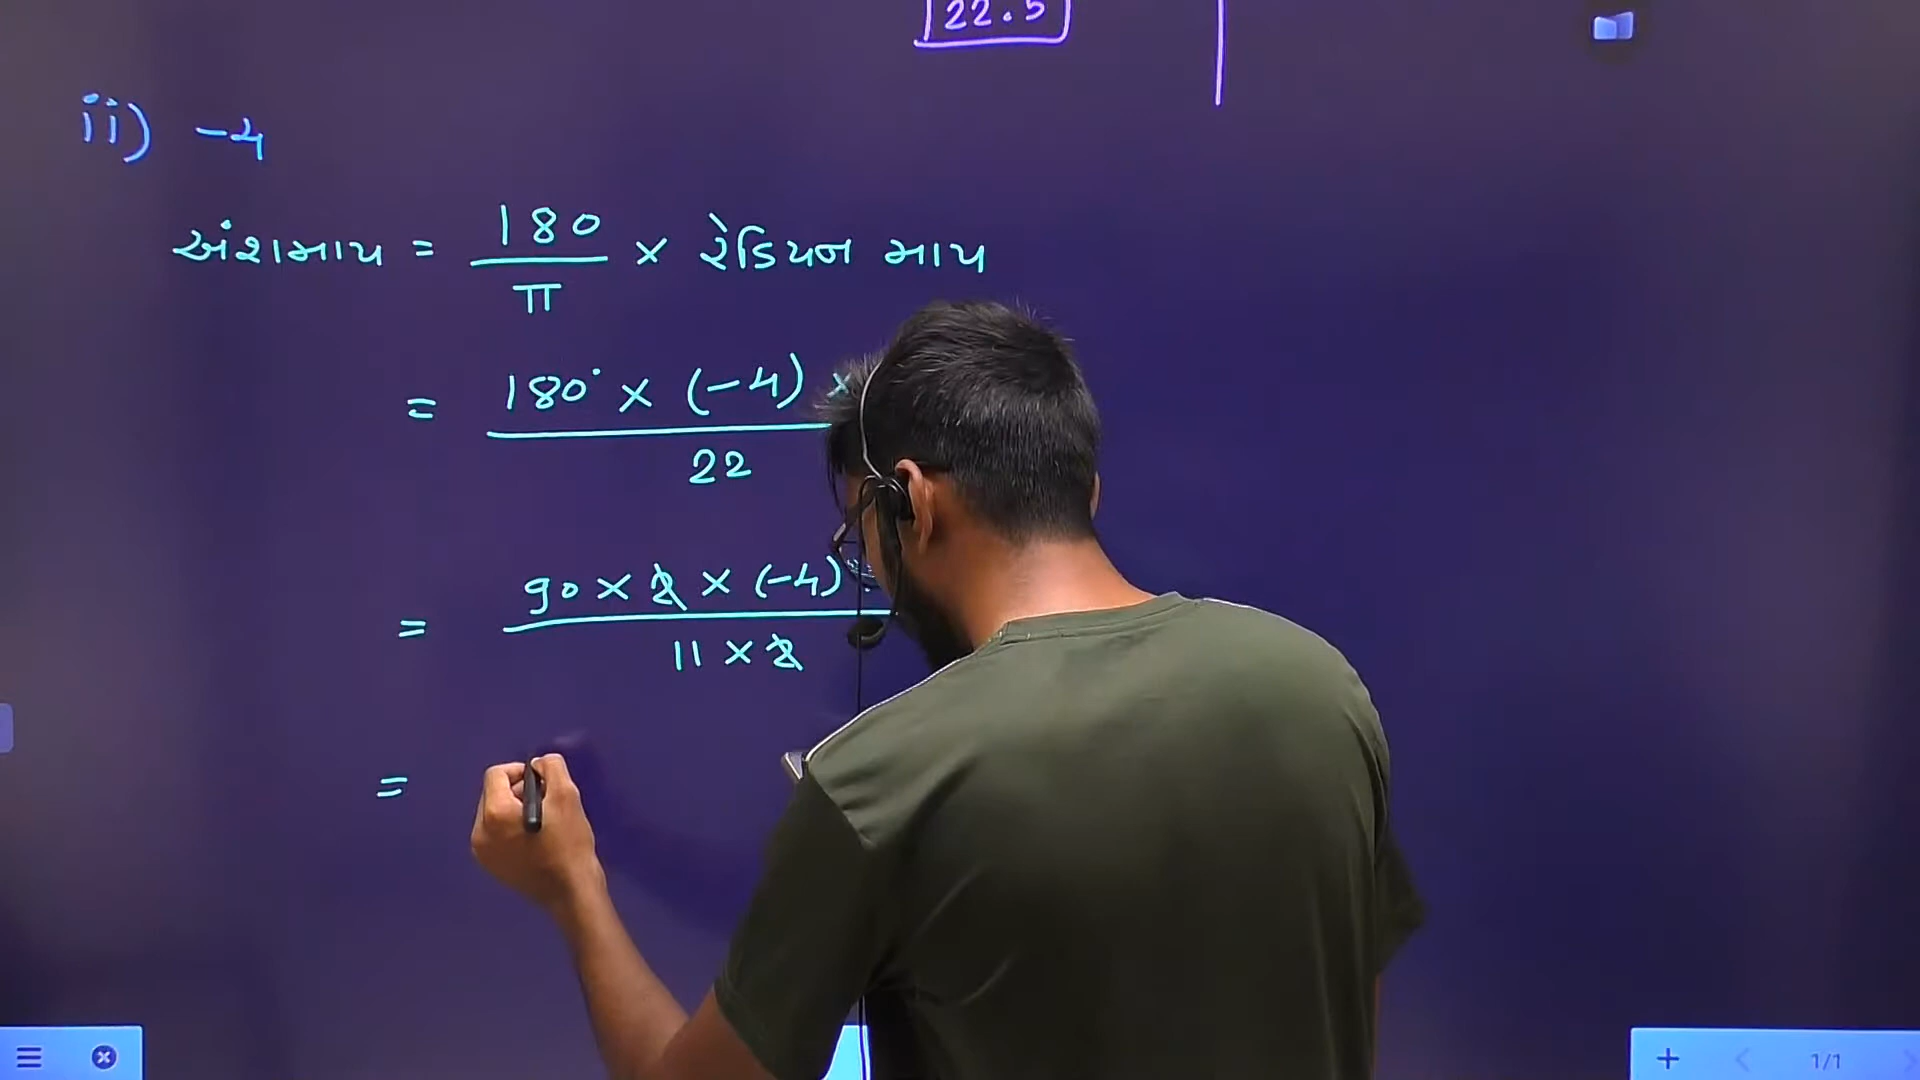 22.5
ii) -4
અંશમાપ = 180/π × રેડિયન માપ
= 180° × (-4) × / 22
= 90 × 2 × (-4) / 11 × 2
=
1/1